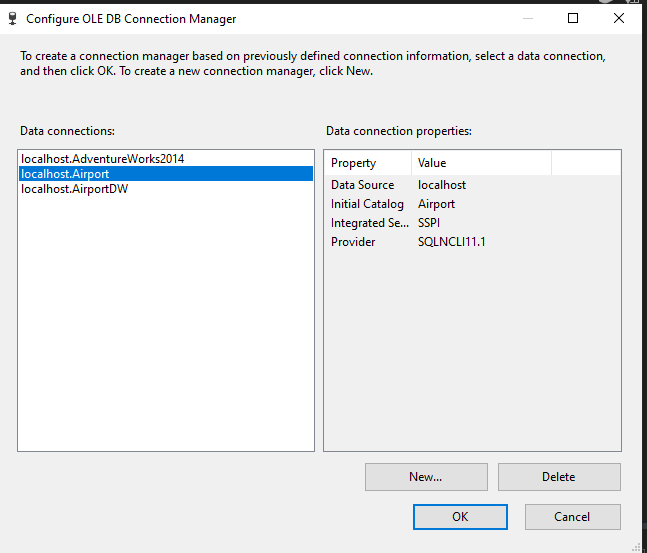 Configure OLE DB Connection Manager
To create a connection manager based on previously defined connection information, select a data connection,
and then click OK. To create a new connection manager, click New.
Data connections:
localhost.AdventureWorks2014
localhost.Airport
localhost.AirportDW
Data connection properties:
Property Value
Data Source localhost
Initial Catalog Airport
Integrated Se... SSPI
Provider SQLNCLI11.1
New... Delete
OK Cancel